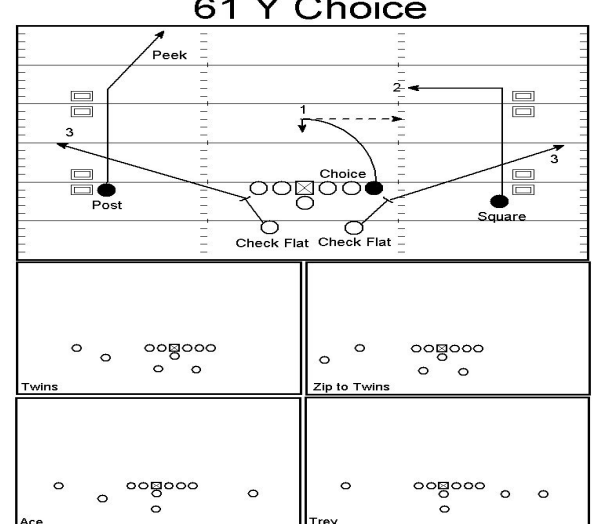 61 Y Choice
Peek
2
1
3
3
Choice
Post
Square
Check Flat Check Flat
Twins
Zip to Twins
Ace
Trey